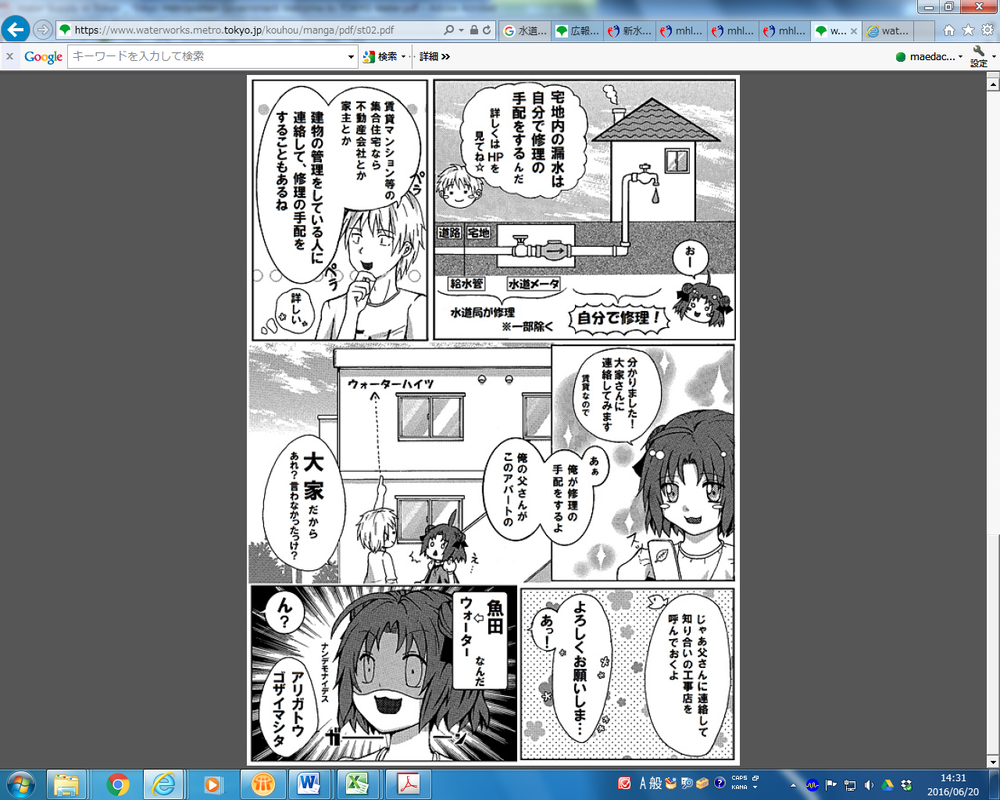 https://www.waterworks.metro.tokyo.jp/kouhou/manga/pdf/st02.pdf
水道...
広報...
新水...
mhl...
mhl...
mhl...
w...
wat...
Google
キーワードを入力して検索
検索
詳細
maedac...
設定
宅地内の漏水は
自分で修理の
手配をするんだ
詳しくはHPを
見てね☆
道路
宅地
給水管
水道メータ
水道局が修理
※一部除く
自分で修理！
おー
賃貸マンション等の
集合住宅なら
不動産会社とか
家主とか
建物の管理をしている人に
連絡して、修理の手配を
することもあるね
ペラ
ペラ
詳しい
分かりました！
大家さんに
連絡してみます
賃貸なので
ズッ
あぁ
俺が修理の
手配をするよ
俺の父さんが
このアパートの
ウォーターハイツ
大家だから
あれ？言わなかったっけ？
え…
じゃあ父さんに連絡して
知り合いの工事店を
呼んでおくよ
よろしくお願いしま…
あっ！
魚田
⇩
ウォーター
なんだ
ん？
ナンデモナイデス
アリガトウ
ゴザイマシタ
ガーーーン
A 般
CAPS
KANA
14:31
2016/06/20